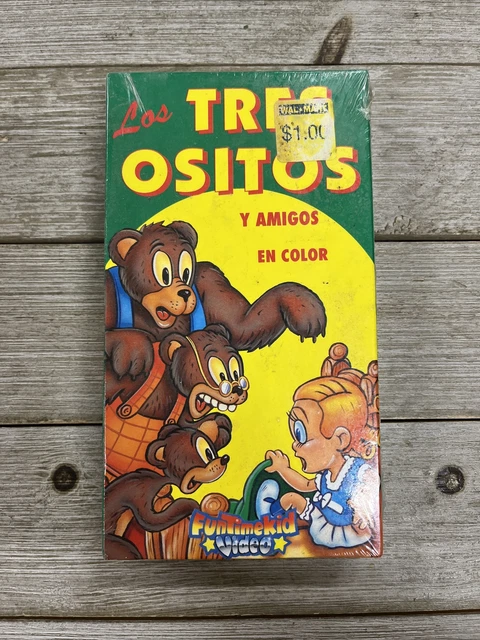 Los TRES
OSITOS
WAL-MART
$1.00
Y AMIGOS
EN COLOR
FunTimeKid
Video